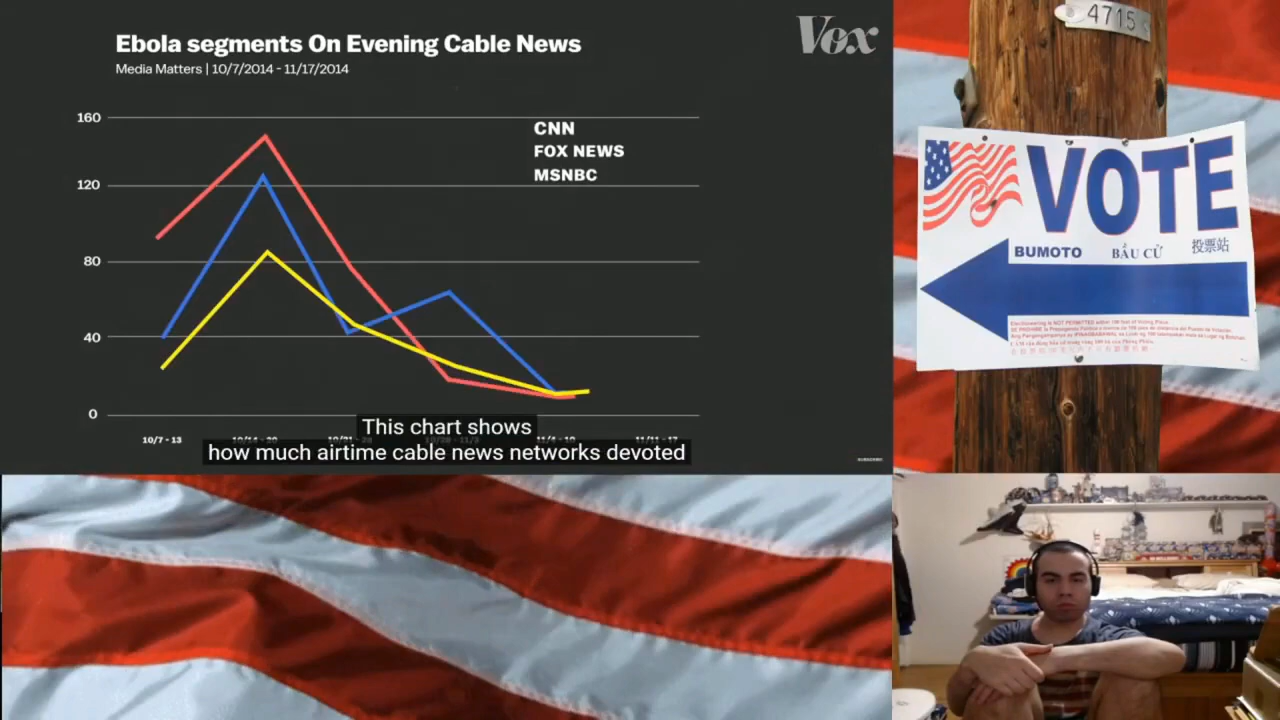 Ebola segments On Evening Cable News
Vox
Media Matters | 10/7/2014 - 11/17/2014
160
CNN
FOX NEWS
MSNBC
120
80
40
0
10/7 - 13
This chart shows
how much airtime cable news networks devoted
SUBSCRIBE
4715
VOTE
BUMOTO BẦU CỬ 投票站